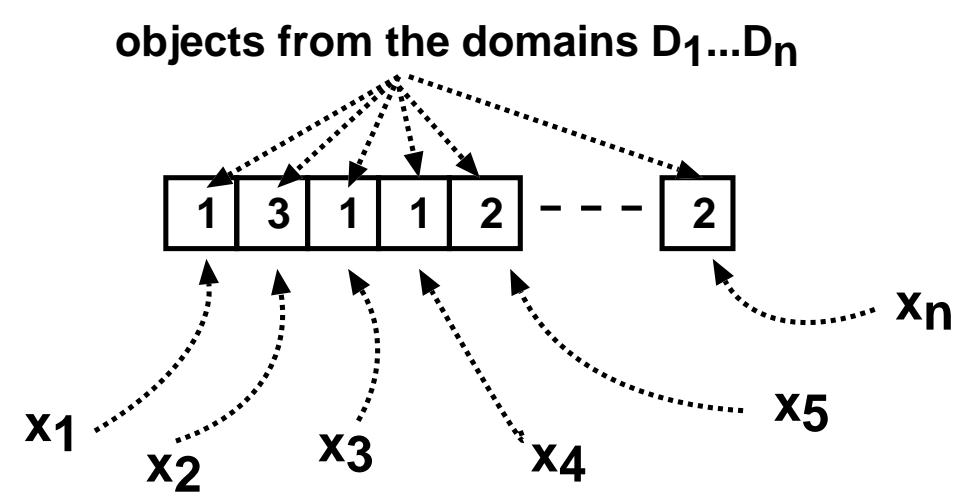 objects from the domains D1...Dn
1 3 1 1 2 - - - 2
xn
x5
x1
x3
x4
x2